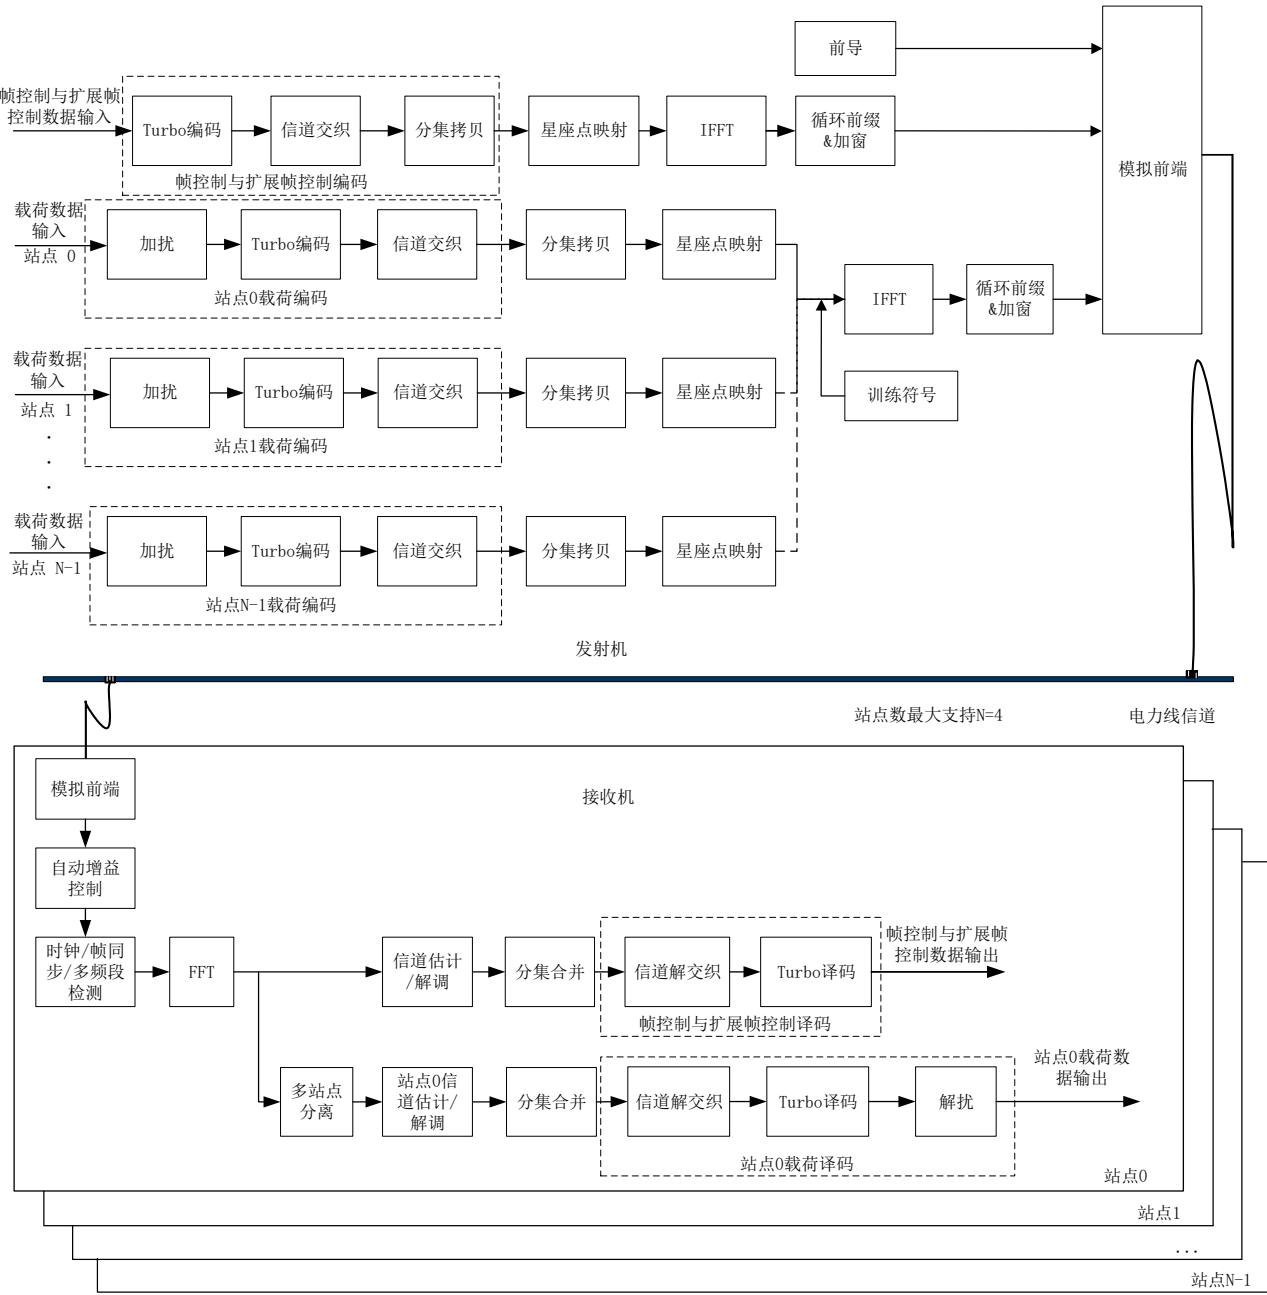 前导
帧控制与扩展帧
控制数据输入
Turbo编码
信道交织
分集拷贝
星座点映射
IFFT
循环前缀
&加窗
模拟前端
帧控制与扩展帧控制编码
载荷数据
输入
站点 0
加扰
Turbo编码
信道交织
分集拷贝
星座点映射
站点0载荷编码
IFFT
循环前缀
&加窗
载荷数据
输入
站点 1
加扰
Turbo编码
信道交织
分集拷贝
星座点映射
训练符号
站点1载荷编码
.
.
.
载荷数据
输入
站点 N-1
加扰
Turbo编码
信道交织
分集拷贝
星座点映射
站点N-1载荷编码
发射机
站点数最大支持N=4
电力线信道
模拟前端
接收机
自动增益
控制
时钟/帧同
步/多频段
检测
FFT
信道估计
/解调
分集合并
信道解交织
Turbo译码
帧控制与扩展帧
控制数据输出
帧控制与扩展帧控制译码
多站点
分离
站点0信
道估计/
解调
分集合并
信道解交织
Turbo译码
解扰
站点0载荷数
据输出
站点0载荷译码
站点0
站点1
...
站点N-1